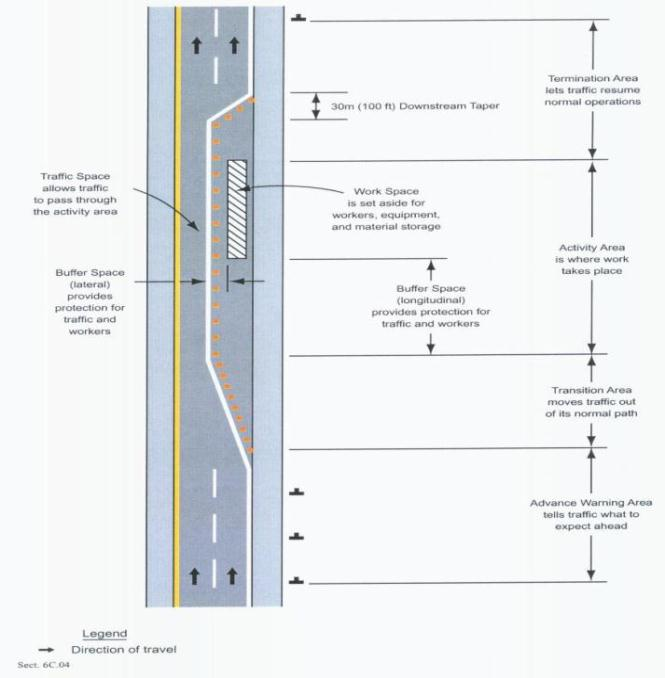 Termination Area
lets traffic resume
normal operations
30m (100 ft) Downstream Taper
Traffic Space
allows traffic
to pass through
the activity area
Work Space
is set aside for
workers, equipment,
and material storage
Activity Area
is where work
takes place
Buffer Space
(lateral)
provides
protection for
traffic and
workers
Buffer Space
(longitudinal)
provides protection for
traffic and workers
Transition Area
moves traffic out
of its normal path
Advance Warning Area
tells traffic what to
expect ahead
Legend
Direction of travel
Sect. 6C.04